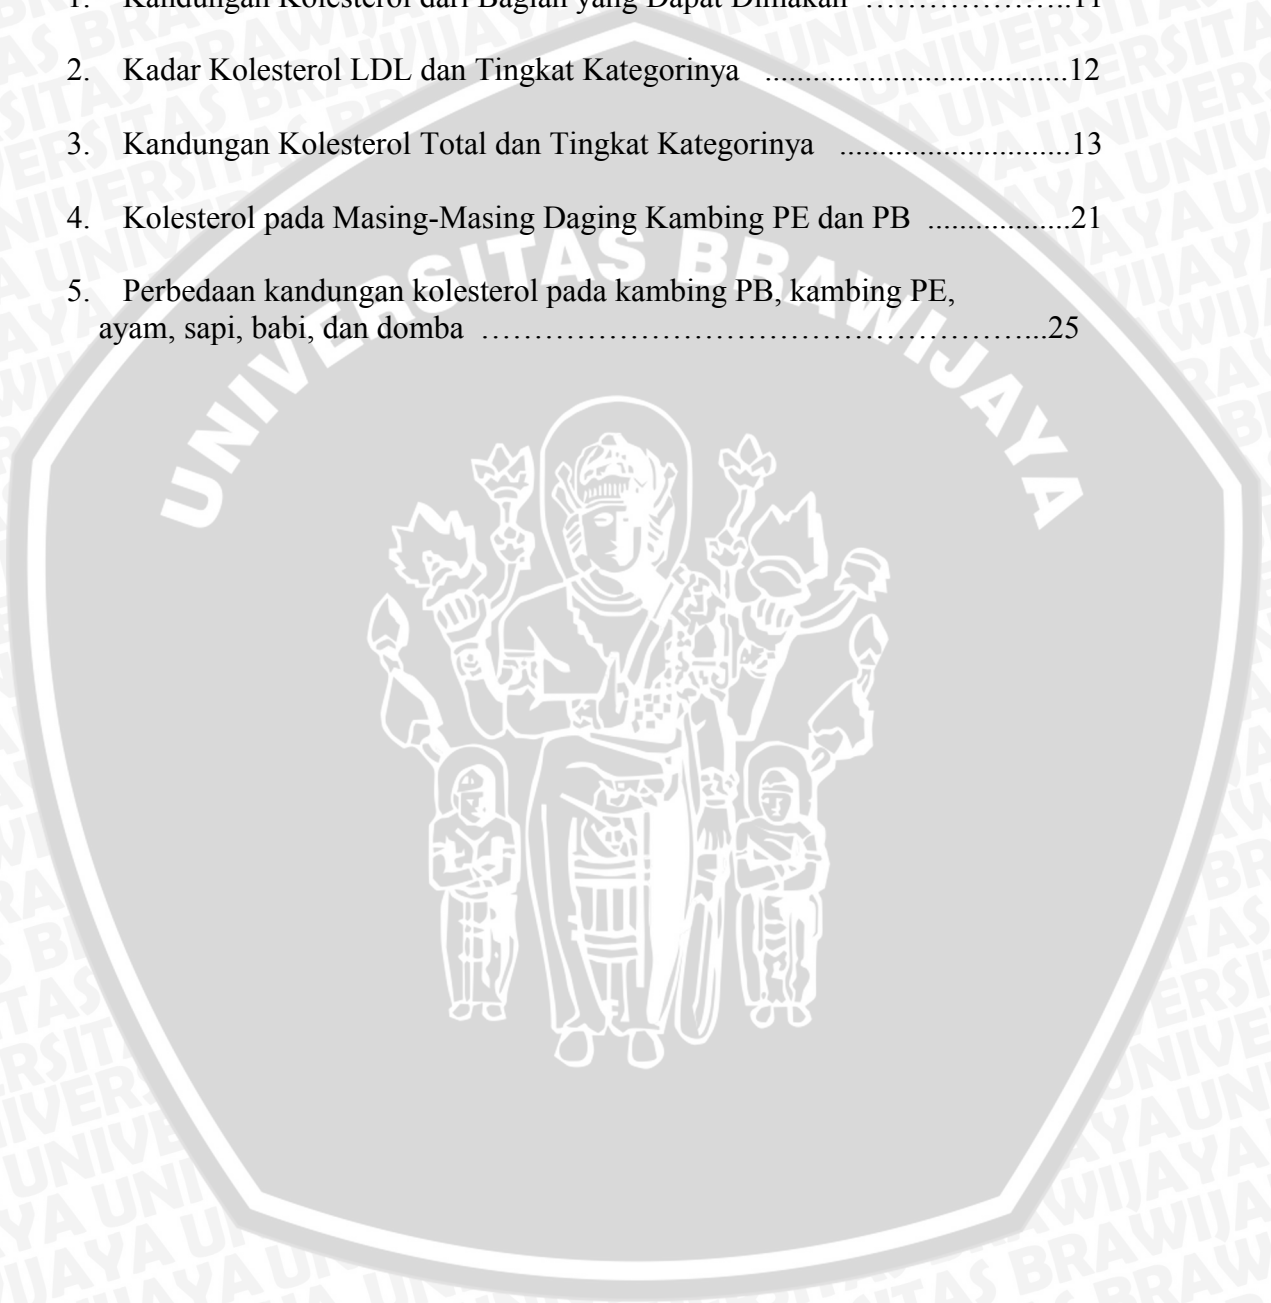 1. Kandungan Kolesterol dari Bagian yang Dapat Dimakan ………………..11
2. Kadar Kolesterol LDL dan Tingkat Kategorinya ...................................12
3. Kandungan Kolesterol Total dan Tingkat Kategorinya ...........................13
4. Kolesterol pada Masing-Masing Daging Kambing PE dan PB .................21
5. Perbedaan kandungan kolesterol pada kambing PB, kambing PE,
ayam, sapi, babi, dan domba ……………………………………………...25
UNIVERSITAS BRAWIJAYA